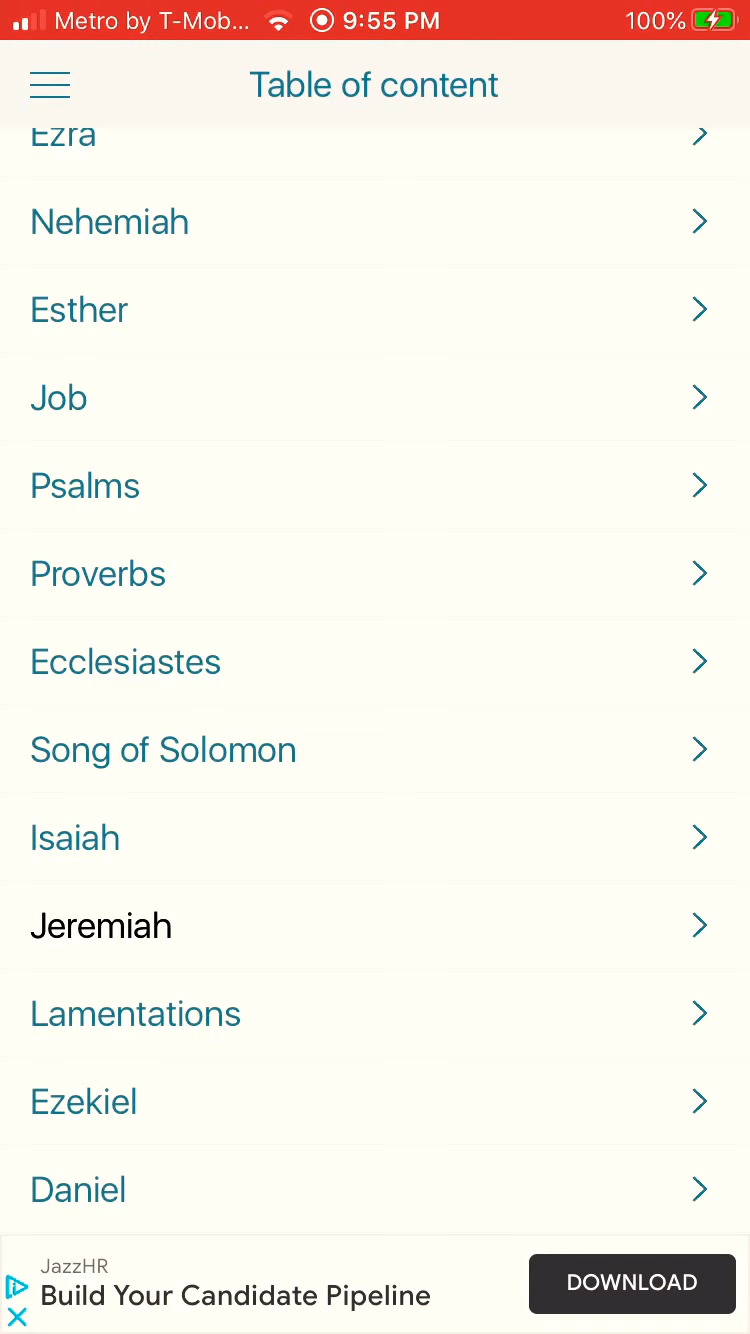 Metro by T-Mob... 9:55 PM 100%
Table of content
Ezra
Nehemiah
Esther
Job
Psalms
Proverbs
Ecclesiastes
Song of Solomon
Isaiah
Jeremiah
Lamentations
Ezekiel
Daniel
JazzHR
Build Your Candidate Pipeline
DOWNLOAD